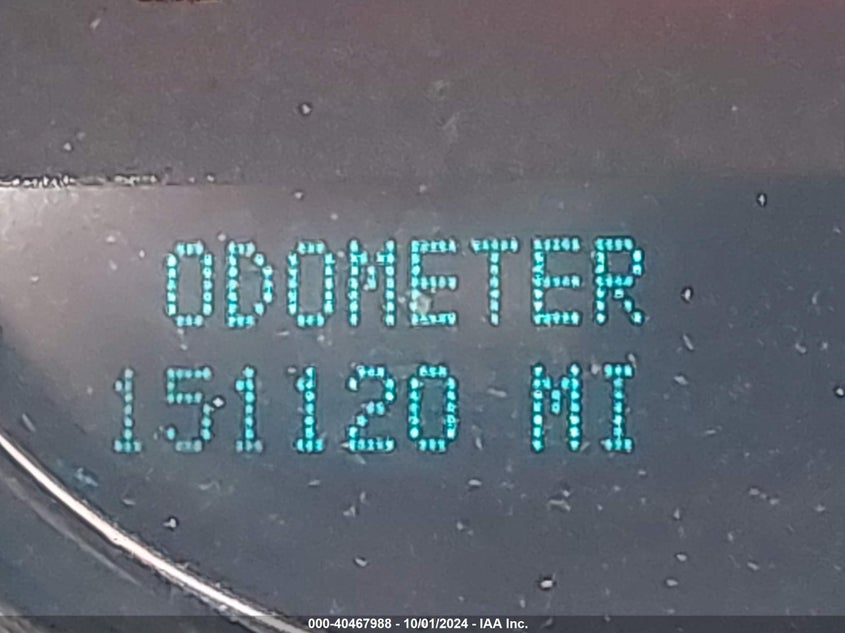 ODOMETER
151120 MI
000-40467988 - 10/01/2024 - IAA Inc.